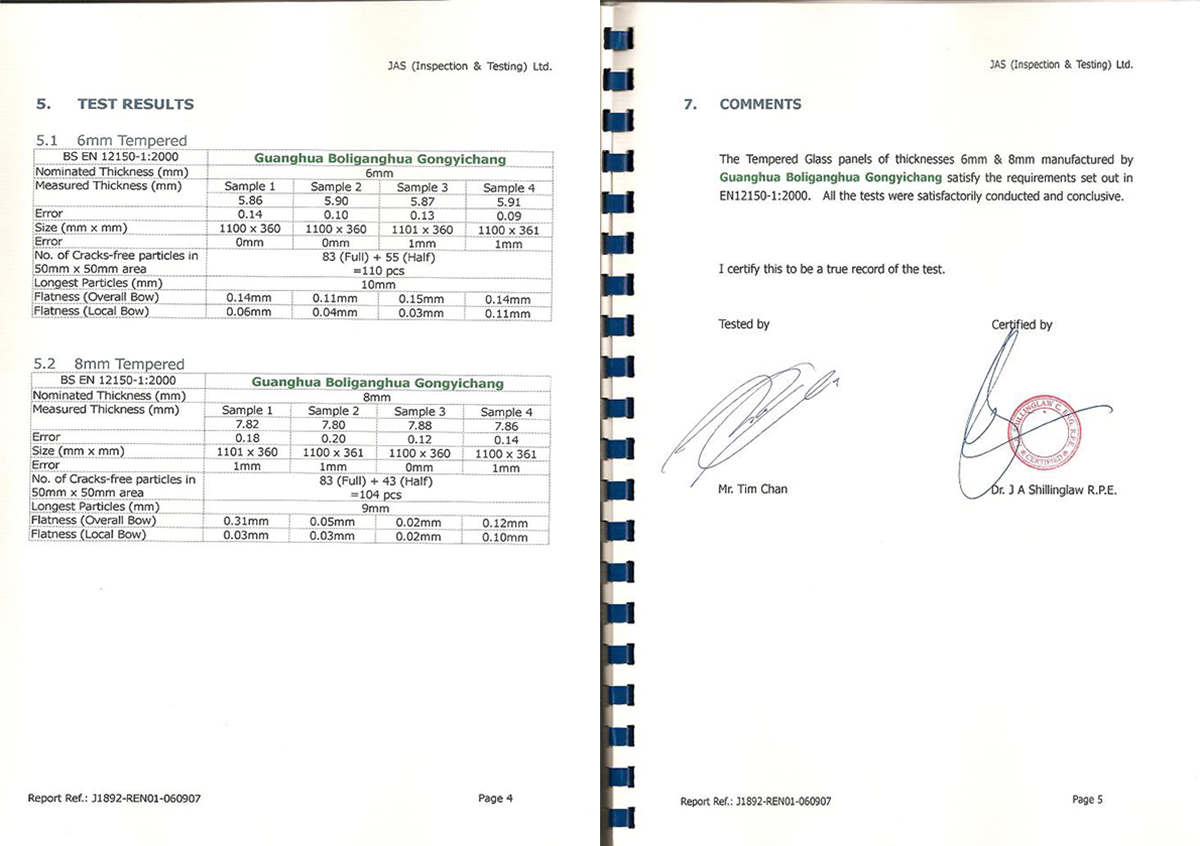 JAS (Inspection & Testing) Ltd.
5. TEST RESULTS
5.1 6mm Tempered
BS EN 12150-1:2000 Guanghua Boliganghua Gongyichang
Nominated Thickness (mm) 6mm
Measured Thickness (mm) Sample 1 Sample 2 Sample 3 Sample 4
5.86 5.90 5.87 5.91
Error 0.14 0.10 0.13 0.09
Size (mm x mm) 1100 x 360 1100 x 360 1101 x 360 1100 x 361
Error 0mm 0mm 1mm 1mm
No. of Cracks-free particles in 83 (Full) + 55 (Half)
50mm x 50mm area =110 pcs
Longest Particles (mm) 10mm
Flatness (Overall Bow) 0.14mm 0.11mm 0.15mm 0.14mm
Flatness (Local Bow) 0.06mm 0.04mm 0.03mm 0.11mm
5.2 8mm Tempered
BS EN 12150-1:2000 Guanghua Boliganghua Gongyichang
Nominated Thickness (mm) 8mm
Measured Thickness (mm) Sample 1 Sample 2 Sample 3 Sample 4
7.82 7.80 7.88 7.86
Error 0.18 0.20 0.12 0.14
Size (mm x mm) 1101 x 360 1100 x 361 1100 x 360 1100 x 361
Error 1mm 1mm 0mm 1mm
No. of Cracks-free particles in 83 (Full) + 43 (Half)
50mm x 50mm area =104 pcs
Longest Particles (mm) 9mm
Flatness (Overall Bow) 0.31mm 0.05mm 0.02mm 0.12mm
Flatness (Local Bow) 0.03mm 0.03mm 0.02mm 0.10mm
Report Ref.: J1892-REN01-060907 Page 4
JAS (Inspection & Testing) Ltd.
7. COMMENTS
The Tempered Glass panels of thicknesses 6mm & 8mm manufactured by
Guanghua Boliganghua Gongyichang satisfy the requirements set out in
EN12150-1:2000. All the tests were satisfactorily conducted and conclusive.
I certify this to be a true record of the test.
Tested by Certified by
CERTIFIED
Mr. Tim Chan Dr. J A Shillinglaw R.P.E.
Report Ref.: J1892-REN01-060907 Page 5